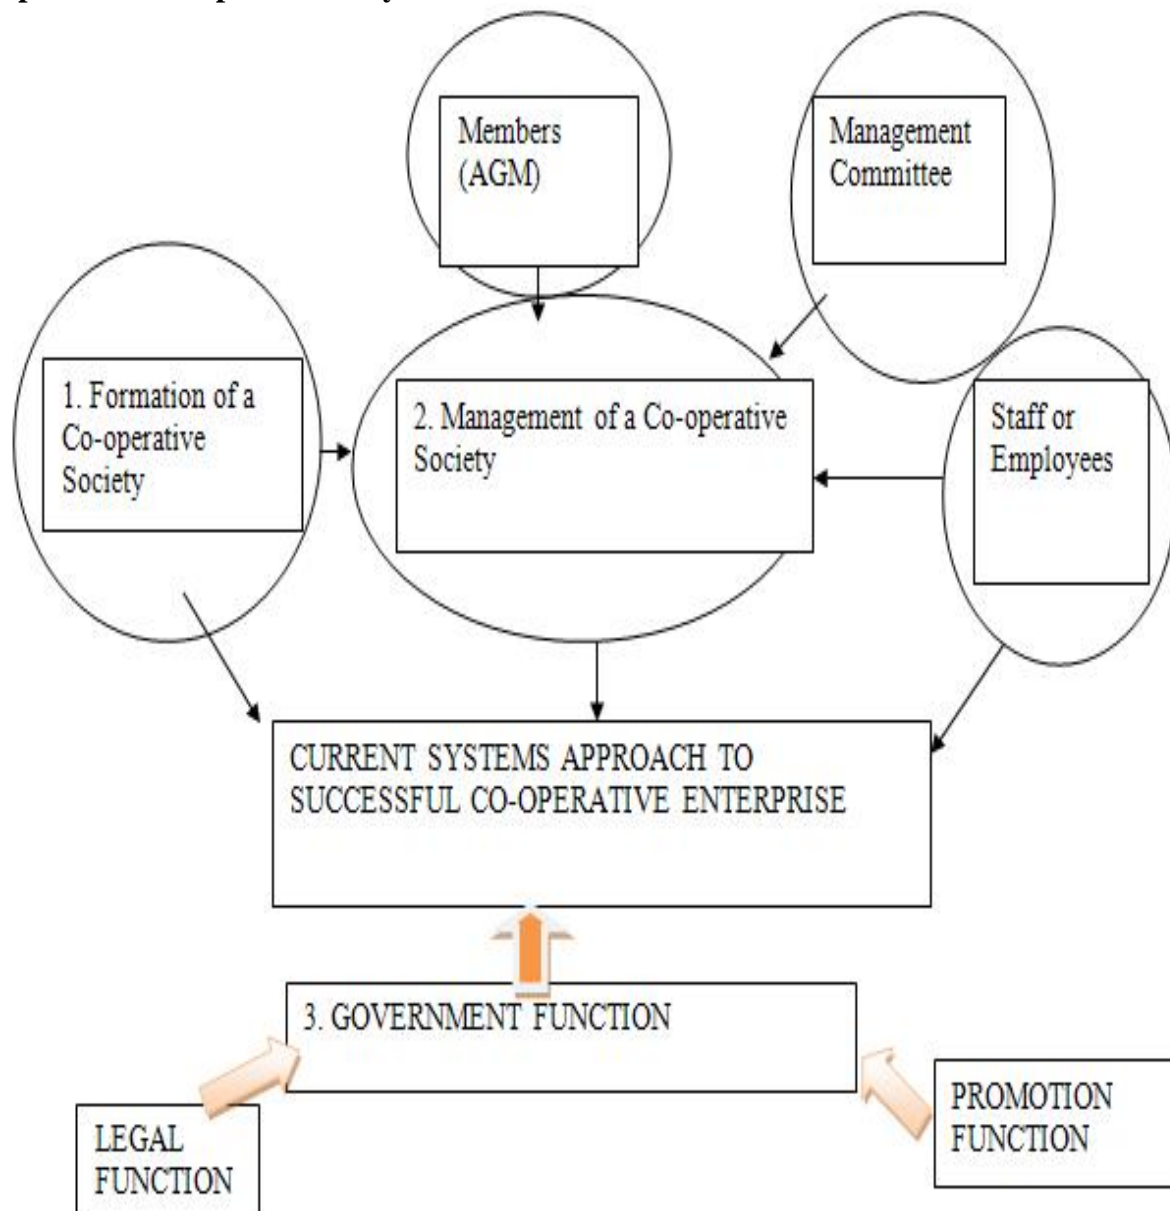 Members
(AGM)
Management
Committee
1. Formation of a
Co-operative
Society
2. Management of a Co-operative
Society
Staff or
Employees
CURRENT SYSTEMS APPROACH TO
SUCCESSFUL CO-OPERATIVE ENTERPRISE
3. GOVERNMENT FUNCTION
LEGAL
FUNCTION
PROMOTION
FUNCTION